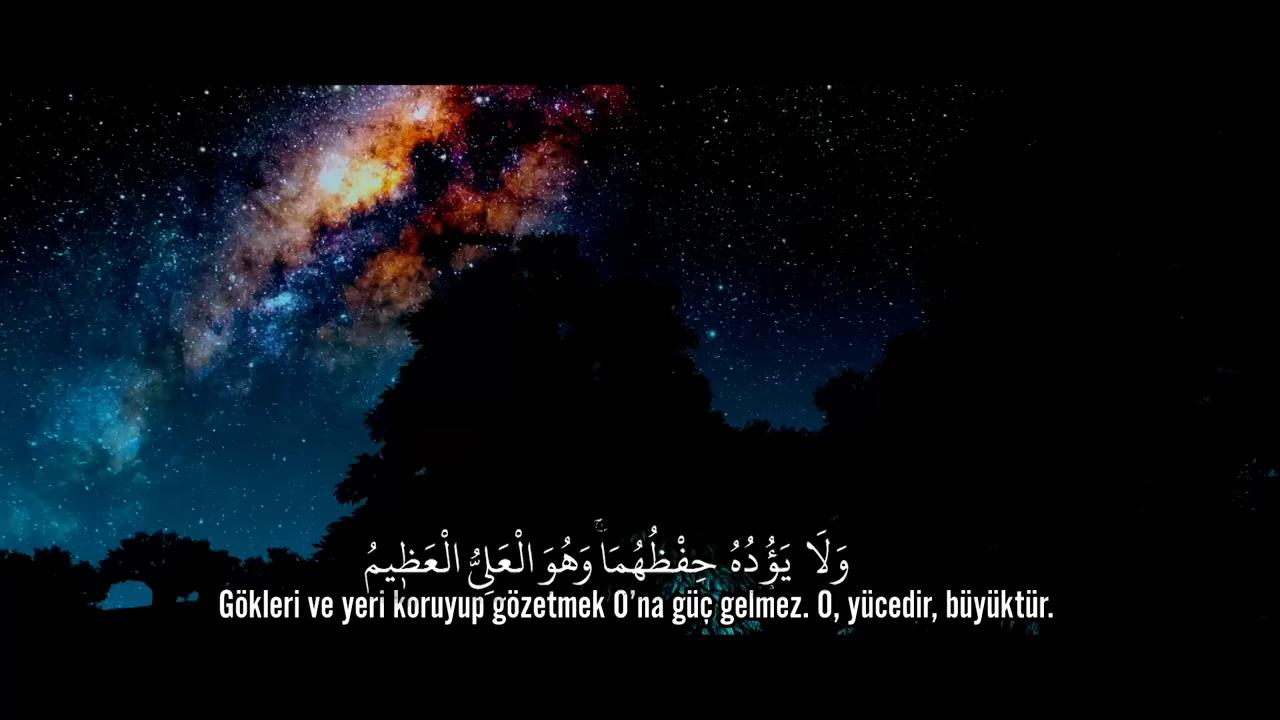 وَلَا يَؤُدُهُ حِفْظُهُمَاۚ وَهُوَ الْعَلِيُّ الْعَظ۪يمُ
Gökleri ve yeri koruyup gözetmek O’na güç gelmez. O, yücedir, büyüktür.